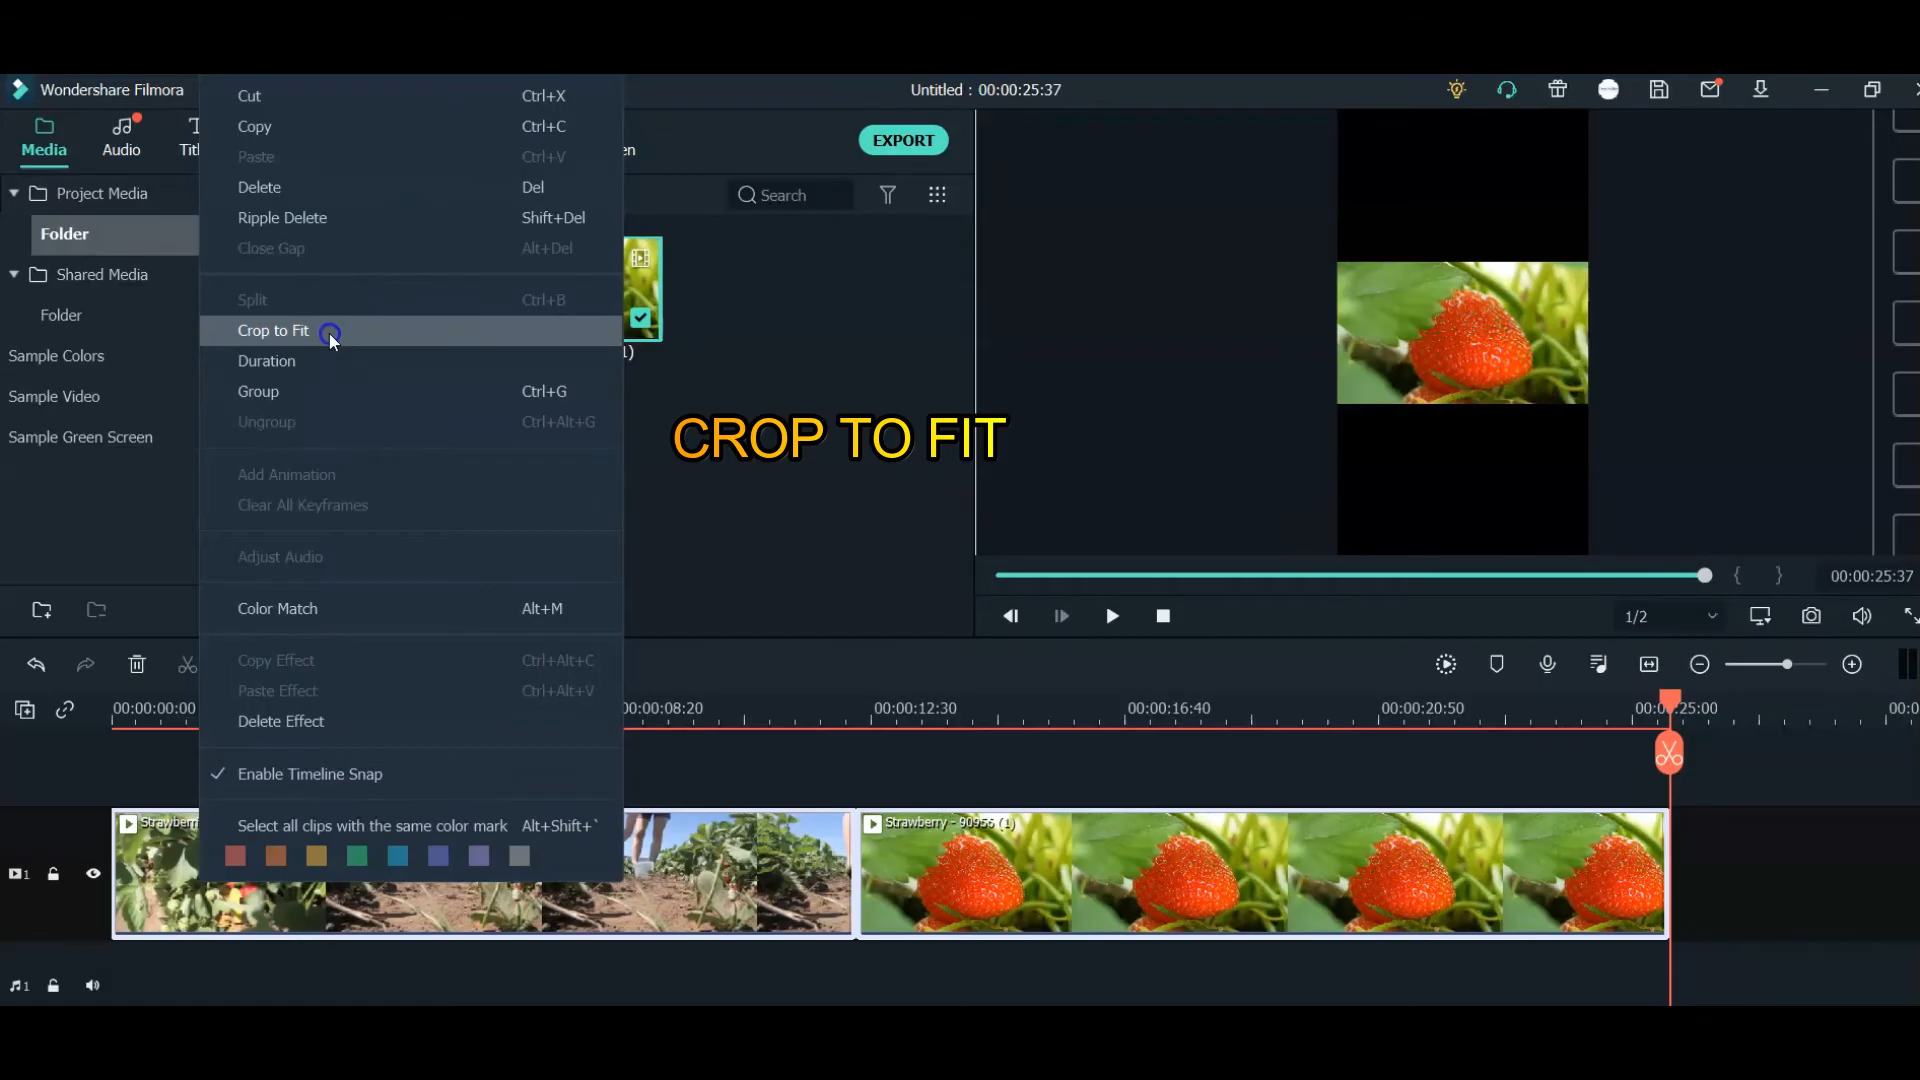 Wondershare Filmora
Untitled : 00:00:25:37
Media
Audio
Titl
en
EXPORT
Project Media
Folder
Shared Media
Folder
Sample Colors
Sample Video
Sample Green Screen
Search
1)
Cut Ctrl+X
Copy Ctrl+C
Paste Ctrl+V
Delete Del
Ripple Delete Shift+Del
Close Gap Alt+Del
Split Ctrl+B
Crop to Fit
Duration
Group Ctrl+G
Ungroup Ctrl+Alt+G
Add Animation
Clear All Keyframes
Adjust Audio
Color Match Alt+M
Copy Effect Ctrl+Alt+C
Paste Effect Ctrl+Alt+V
Delete Effect
Enable Timeline Snap
Select all clips with the same color mark Alt+Shift+`
CROP TO FIT
{ } 00:00:25:37
1/2
00:00:00:00 00:00:08:20 00:00:12:30 00:00:16:40 00:00:20:50 00:00:25:00 00:0
Strawberr
Strawberry - 90956 (1)
1
1